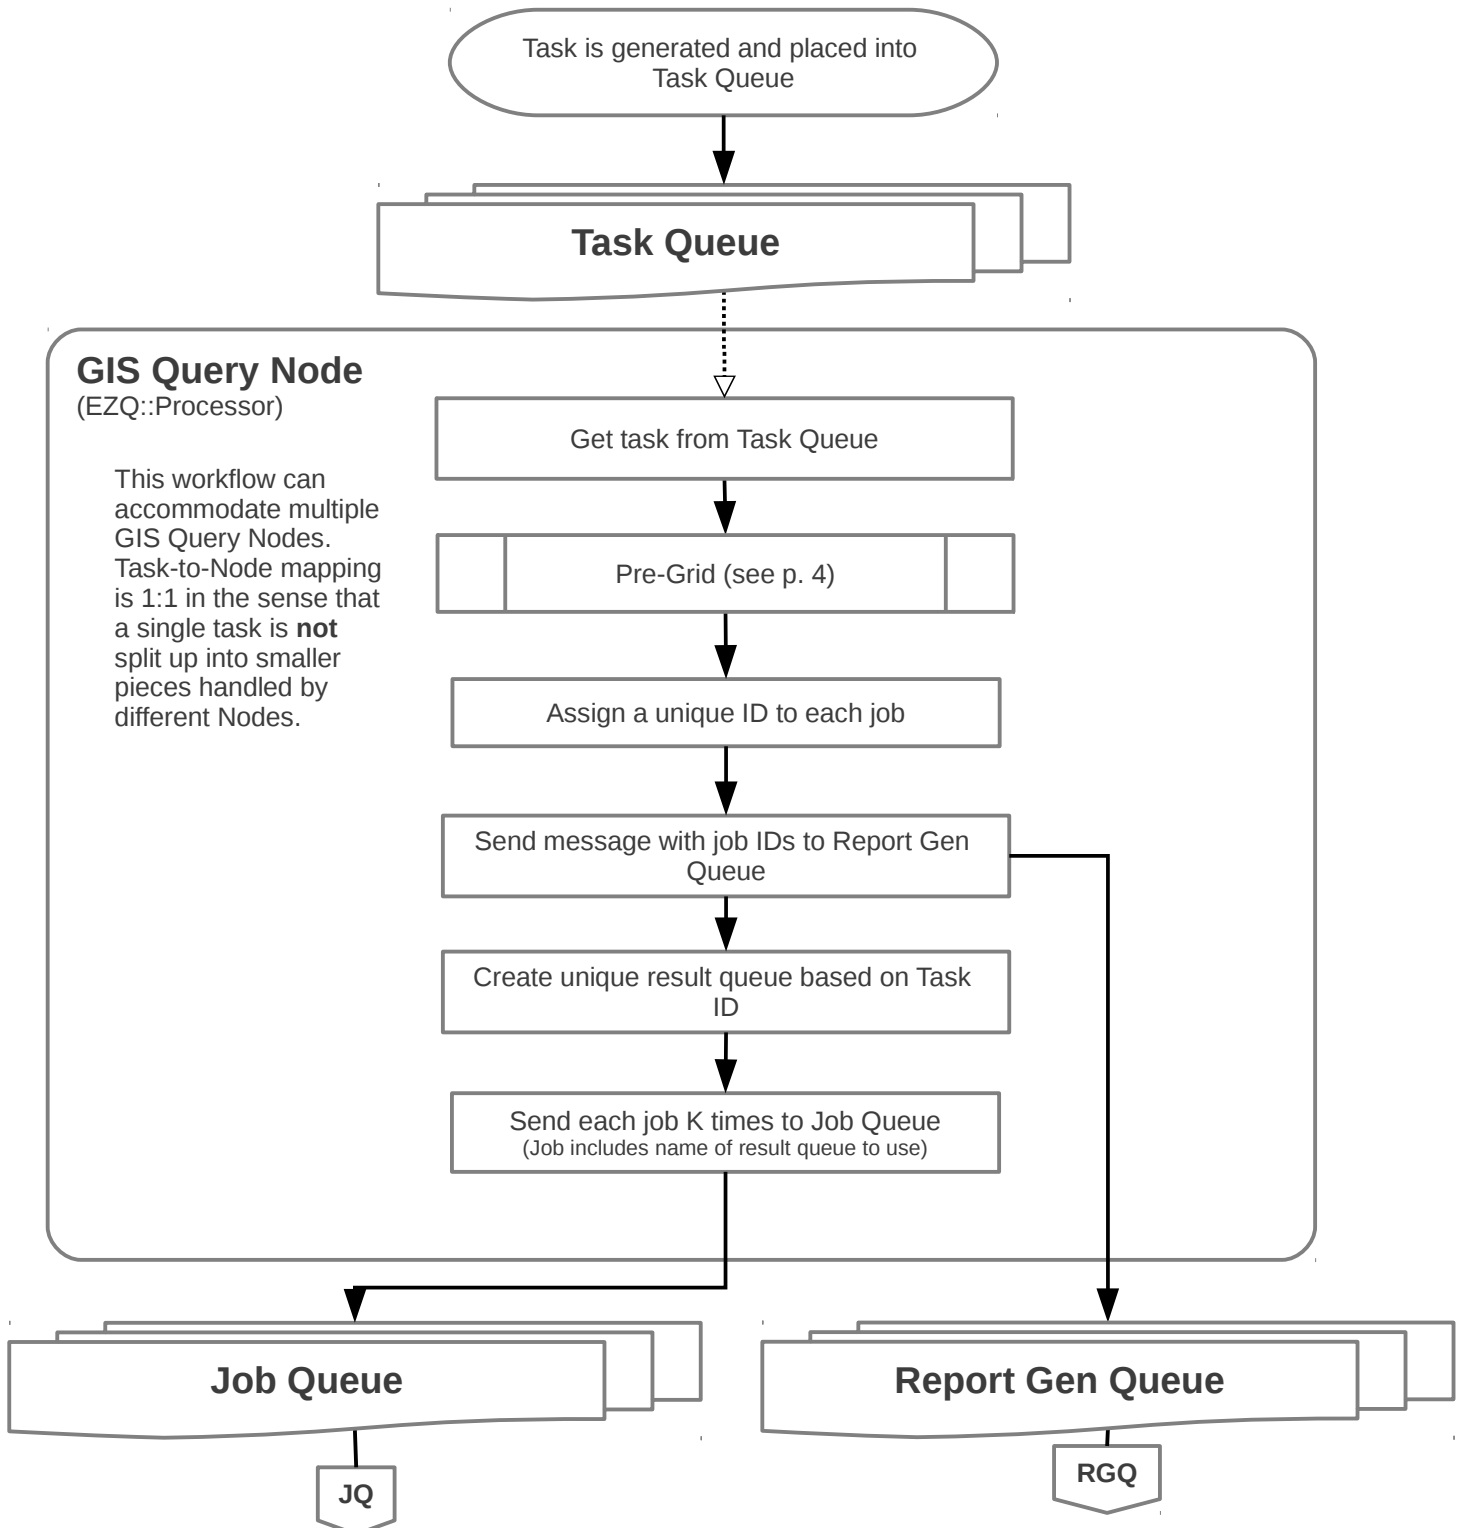 Task is generated and placed into
Task Queue
Task Queue
GIS Query Node
(EZQ::Processor)
This workflow can
accommodate multiple
GIS Query Nodes.
Task-to-Node mapping
is 1:1 in the sense that
a single task is not
split up into smaller
pieces handled by
different Nodes.
Get task from Task Queue
Pre-Grid (see p. 4)
Assign a unique ID to each job
Send message with job IDs to Report Gen
Queue
Create unique result queue based on Task
ID
Send each job K times to Job Queue
(Job includes name of result queue to use)
Job Queue
Report Gen Queue
JQ
RGQ